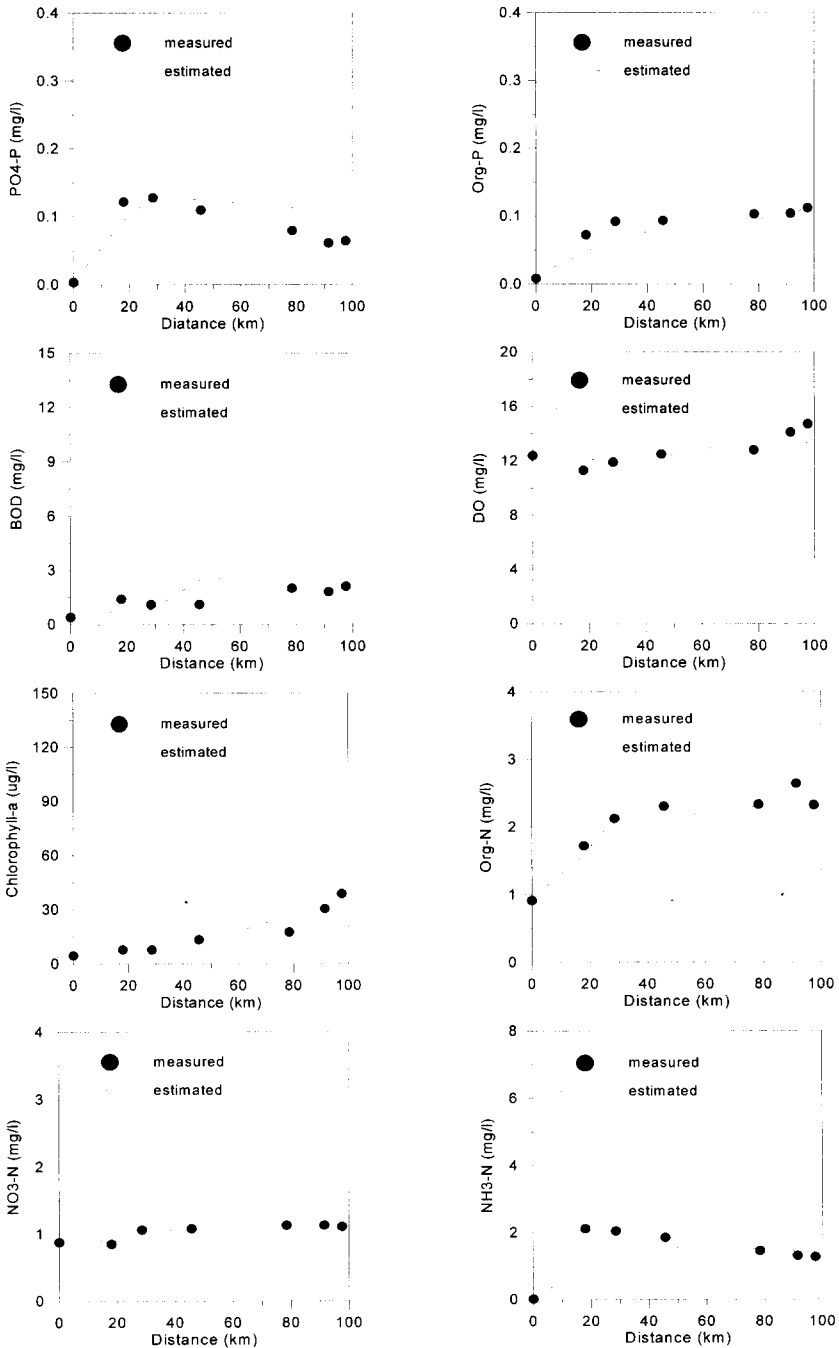 0.4
0.3
0.2
0.1
0.0
PO4-P (mg/l)
measured
estimated
0 20 40 60 80 100
Diatance (km)
0.4
0.3
0.2
0.1
0.0
Org-P (mg/l)
measured
estimated
0 20 40 60 80 100
Distance (km)
15
12
9
6
3
0
BOD (mg/l)
measured
estimated
0 20 40 60 80 100
Distance (km)
20
16
12
8
4
0
DO (mg/l)
measured
estimated
0 20 40 60 80 100
Distance (km)
150
120
90
60
30
0
Chlorophyll-a (ug/l)
measured
estimated
0 20 40 60 80 100
Distance (km)
4
3
2
1
0
Org-N (mg/l)
measured
estimated
0 20 40 60 80 100
Distance (km)
4
3
2
1
0
NO3-N (mg/l)
measured
estimated
0 20 40 60 80 100
Distance (km)
8
6
4
2
0
NH3-N (mg/l)
measured
estimated
0 20 40 60 80 100
Distance (km)